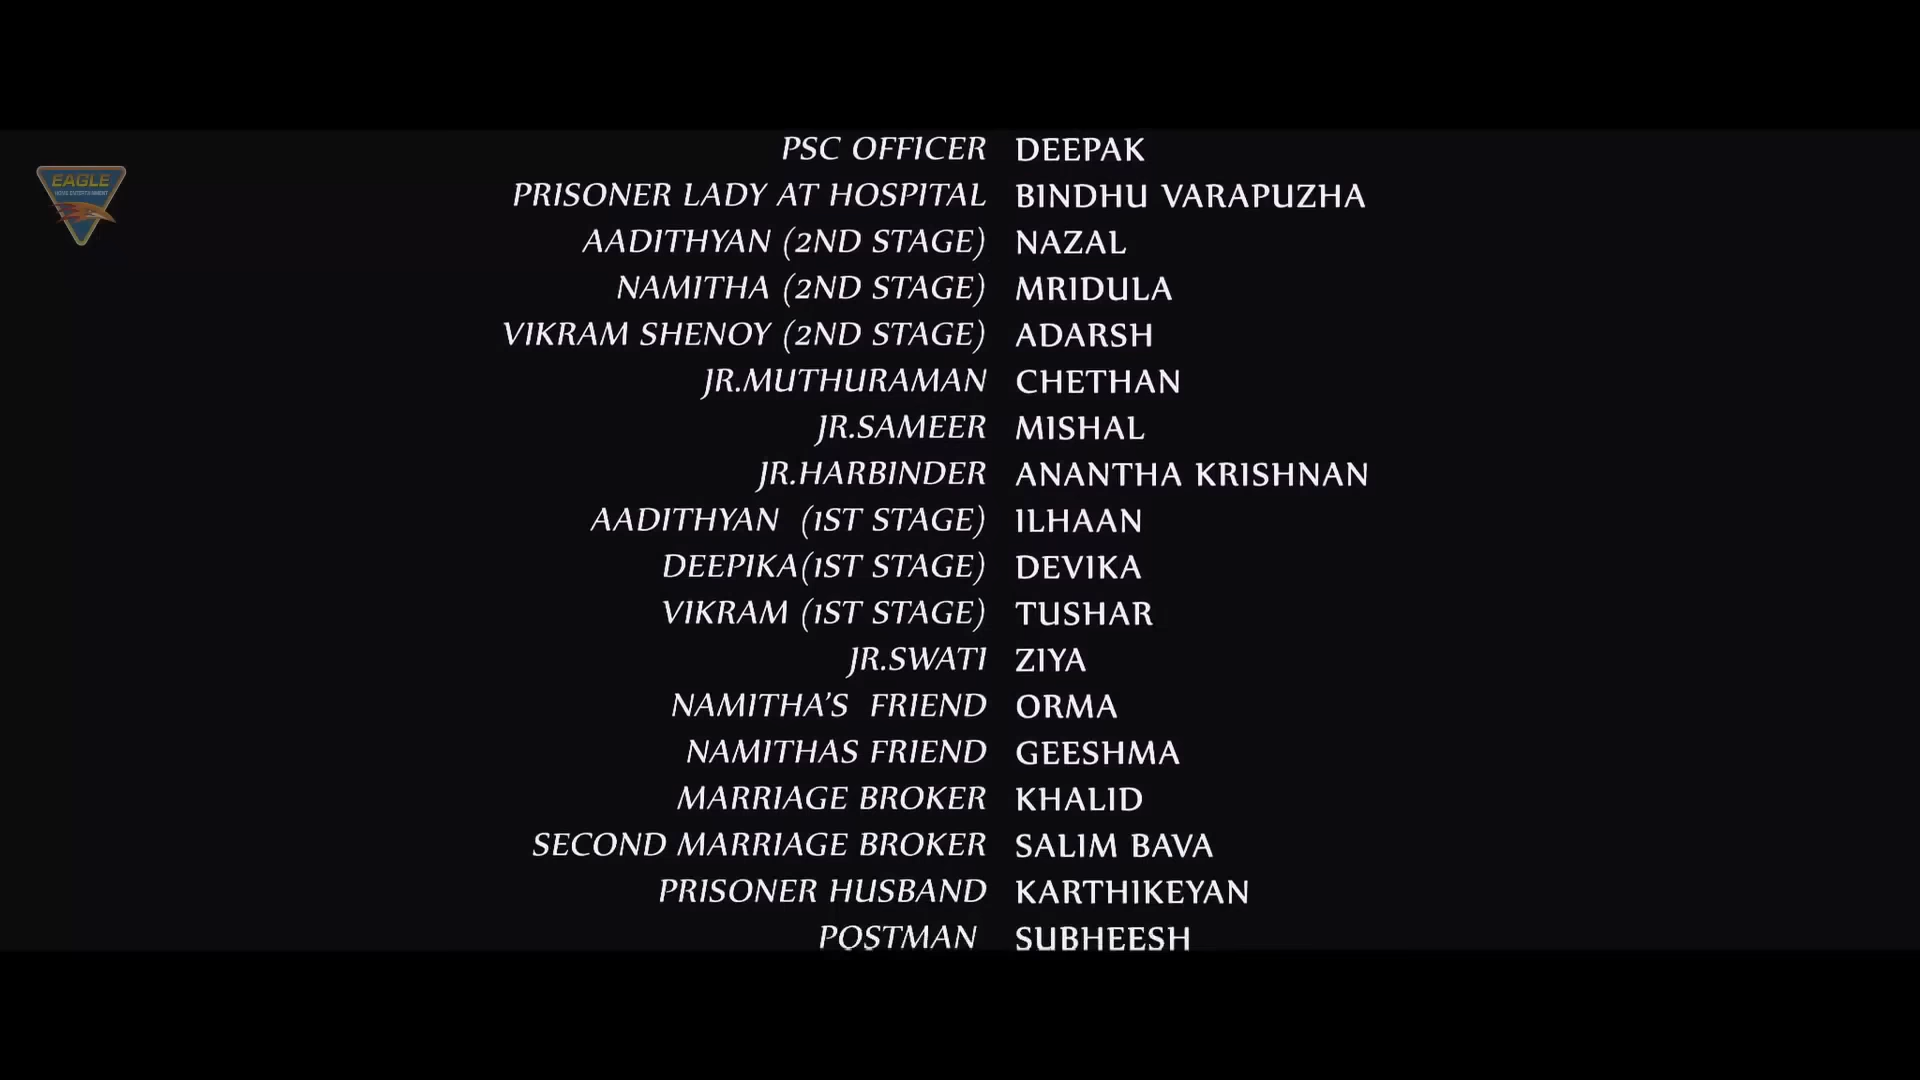 PSC OFFICER DEEPAK
EAGLE
HOME ENTERTAINMENT
PRISONER LADY AT HOSPITAL BINDHU VARAPUZHA
AADITHYAN (2ND STAGE) NAZAL
NAMITHA (2ND STAGE) MRIDULA
VIKRAM SHENOY (2ND STAGE) ADARSH
JR.MUTHURAMAN CHETHAN
JR.SAMEER MISHAL
JR.HARBINDER ANANTHA KRISHNAN
AADITHYAN (1ST STAGE) ILHAAN
DEEPIKA(1ST STAGE) DEVIKA
VIKRAM (1ST STAGE) TUSHAR
JR.SWATI ZIYA
NAMITHA'S FRIEND ORMA
NAMITHAS FRIEND GEESHMA
MARRIAGE BROKER KHALID
SECOND MARRIAGE BROKER SALIM BAVA
PRISONER HUSBAND KARTHIKEYAN
POSTMAN SUBHEESH